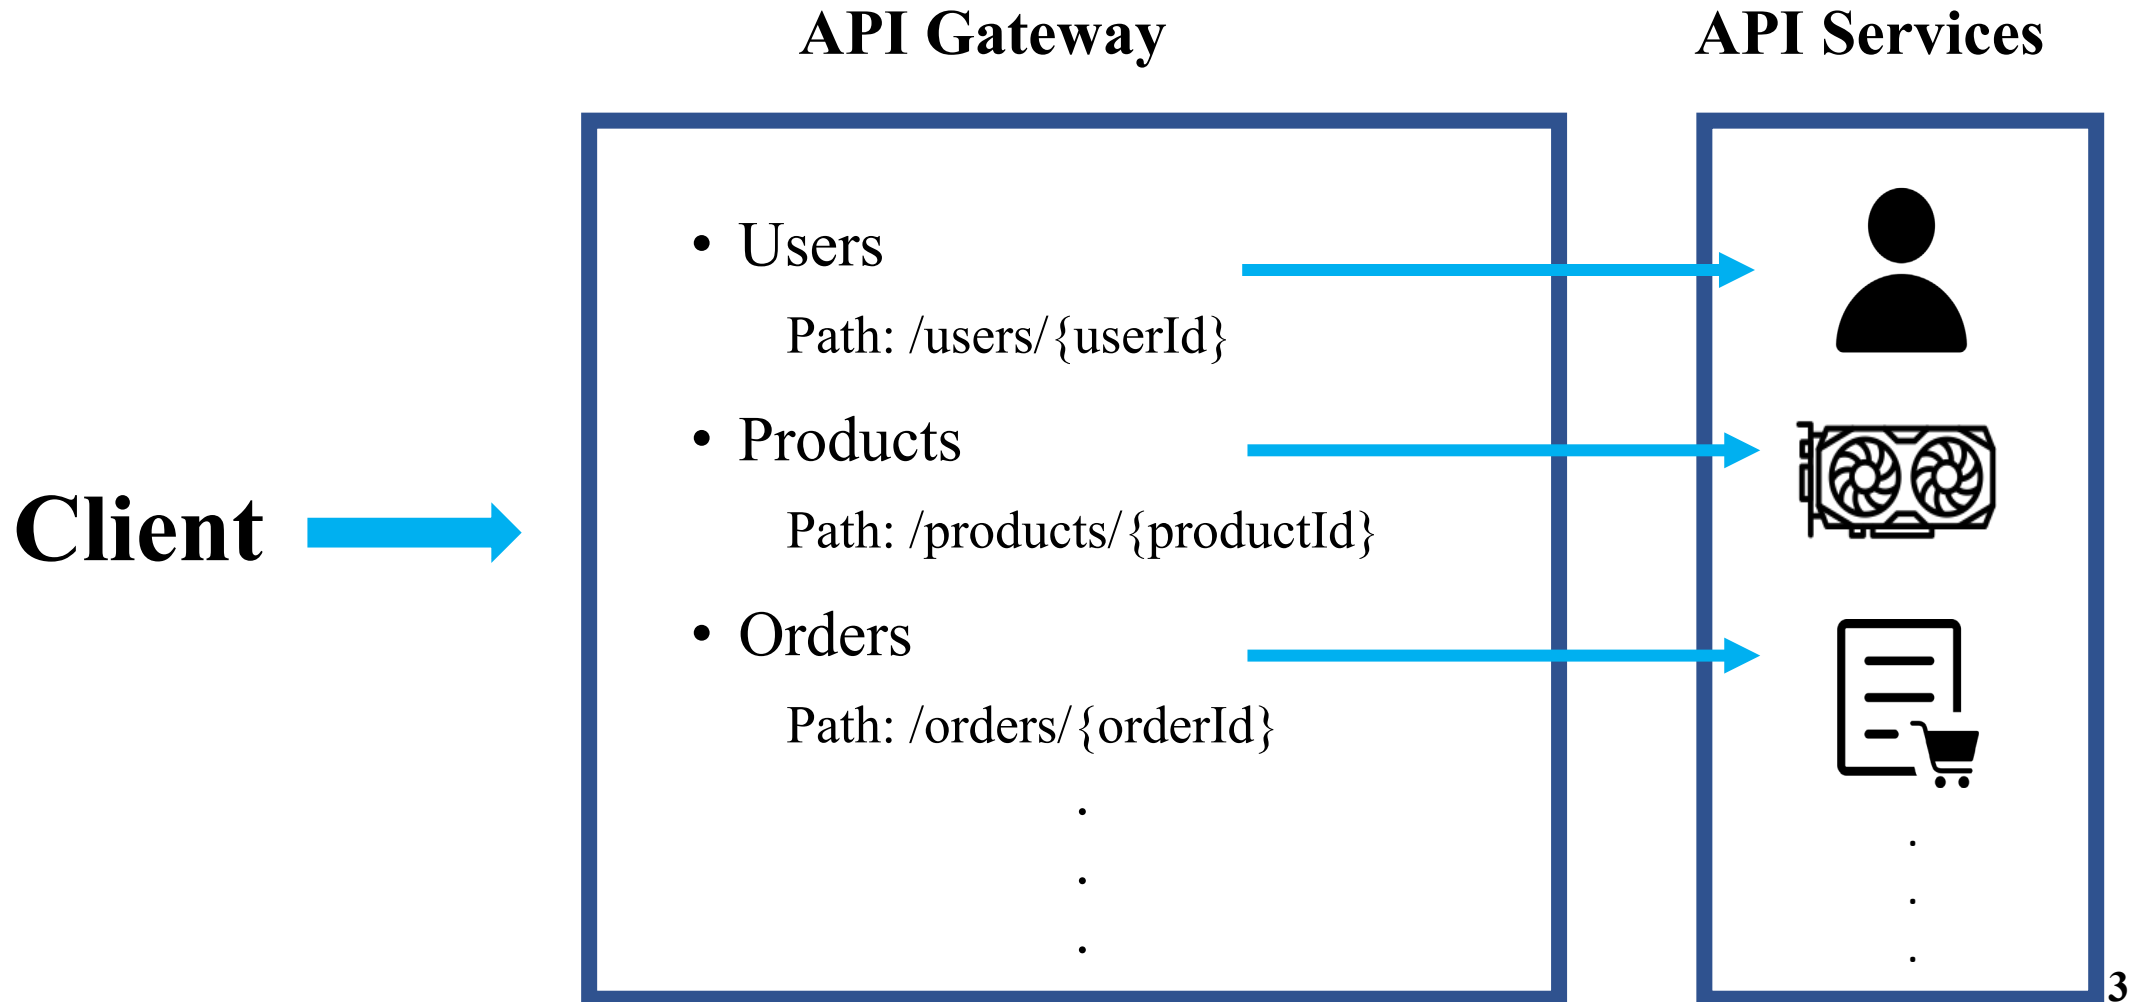 API Gateway
API Services
• Users
Path: /users/{userId}
• Products
Path: /products/{productId}
• Orders
Path: /orders/{orderId}
Client
.
.
.
.
.
.
3